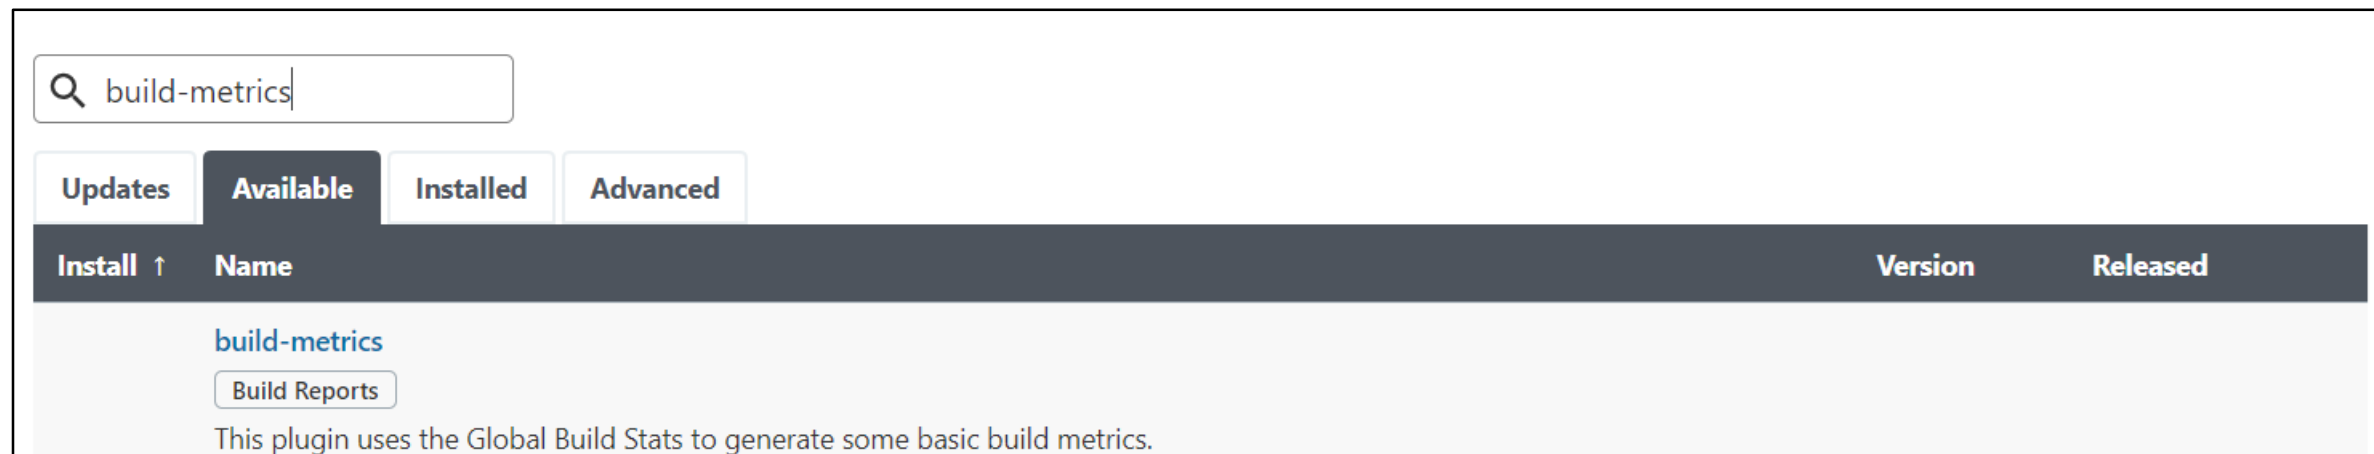 build-metrics
Updates Available Installed Advanced
Install ↑ Name Version Released
build-metrics
Build Reports
This plugin uses the Global Build Stats to generate some basic build metrics.